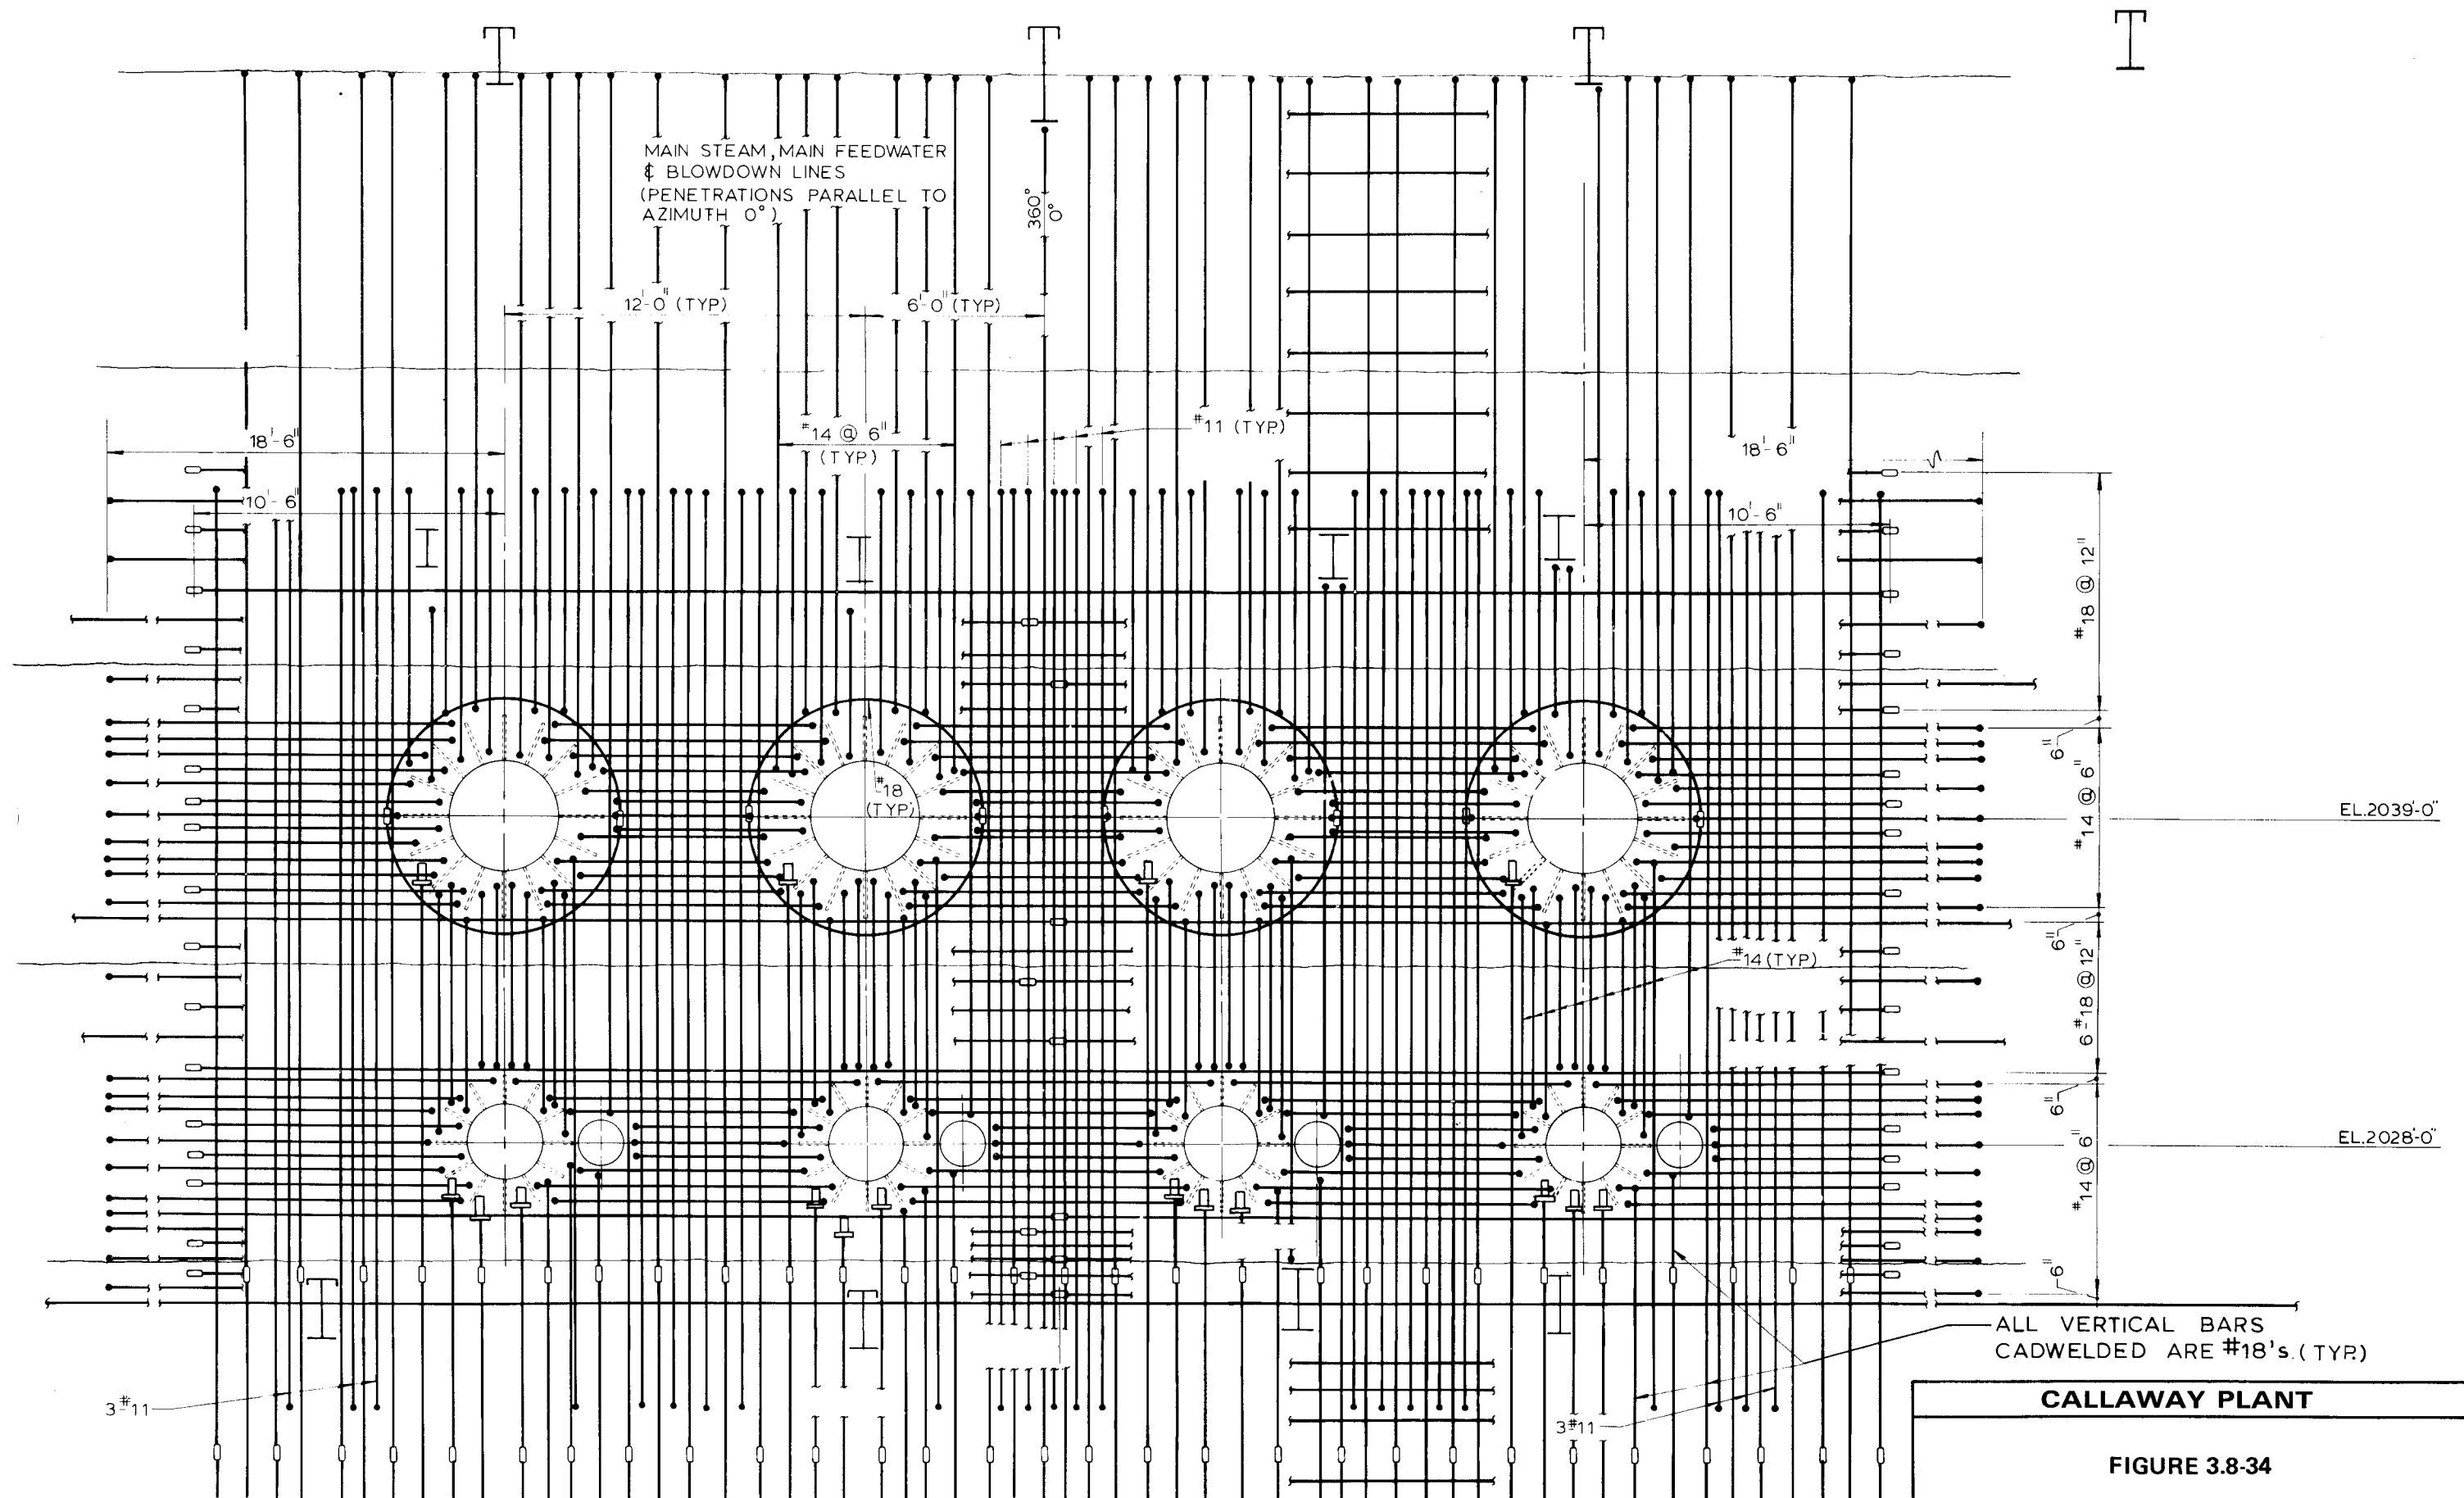 MAIN STEAM, MAIN FEEDWATER
& BLOWDOWN LINES
(PENETRATIONS PARALLEL TO
AZIMUTH 0°)
360°
0°
12'-0" (TYP)
6'-0" (TYP)
18'-6"
#14 @ 6"
(TYP)
#11 (TYP)
18'-6"
10'-6"
10'-6"
#18 @ 12"
6"
#18
(TYP)
#14 @ 6"
EL.2039'-0"
6"
#14 (TYP)
6-#18 @ 12"
6"
EL.2028'-0"
#14 @ 6"
6"
ALL VERTICAL BARS
CADWELDED ARE #18's. (TYP.)
3#11
3#11
CALLAWAY PLANT
FIGURE 3.8-34